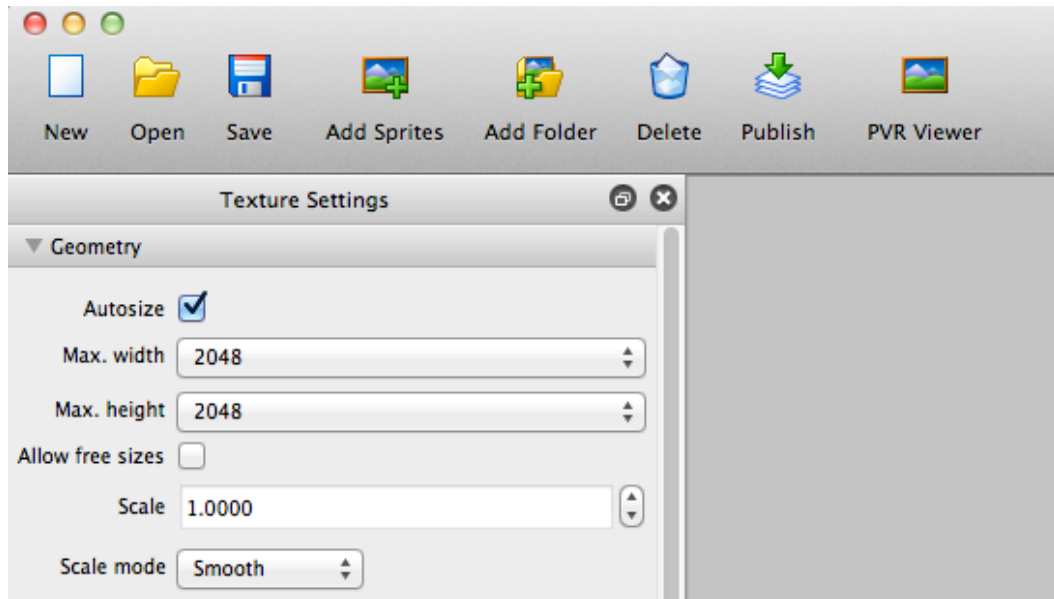 New Open Save Add Sprites Add Folder Delete Publish PVR Viewer
Texture Settings
Geometry
Autosize
Max. width 2048
Max. height 2048
Allow free sizes
Scale 1.0000
Scale mode Smooth